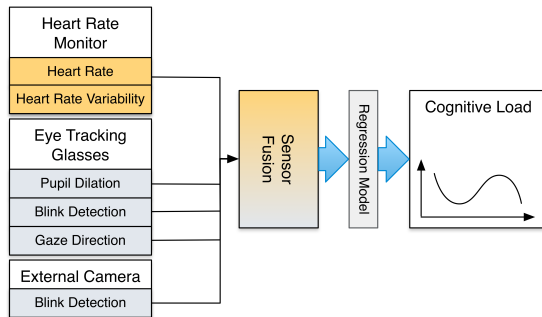 Heart Rate
Monitor
Heart Rate
Heart Rate Variability
Eye Tracking
Glasses
Pupil Dilation
Blink Detection
Gaze Direction
External Camera
Blink Detection
Sensor
Fusion
Regression Model
Cognitive Load